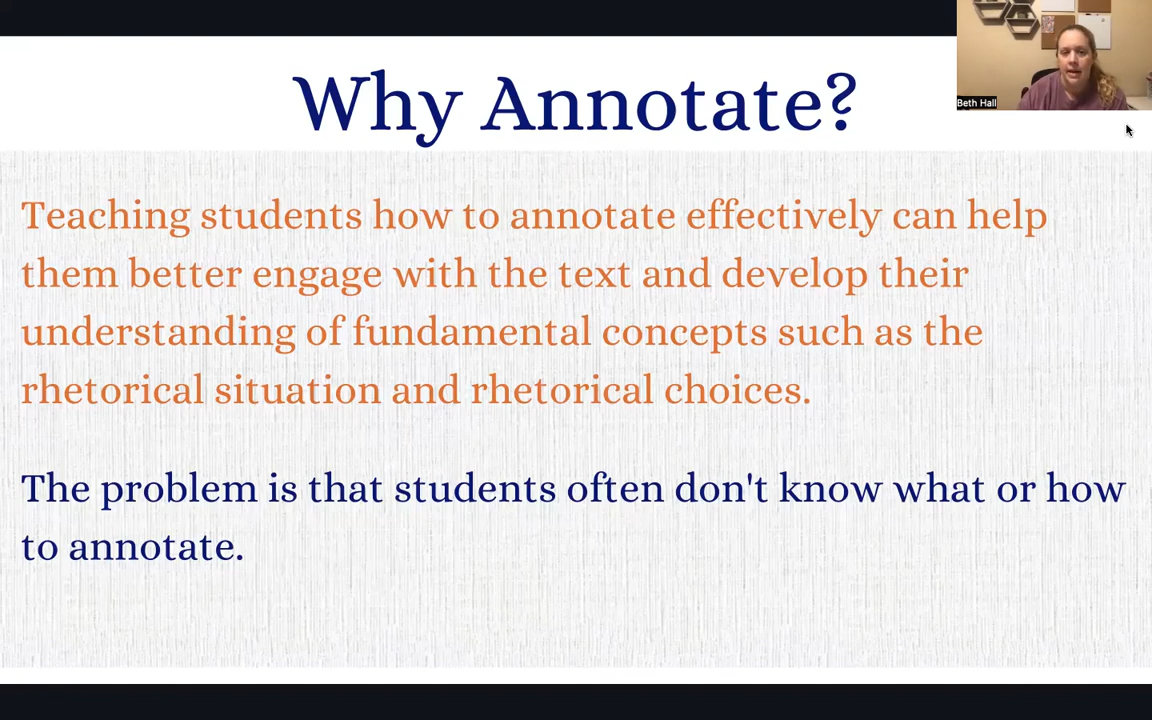 Why Annotate?
Beth Hall
Teaching students how to annotate effectively can help
them better engage with the text and develop their
understanding of fundamental concepts such as the
rhetorical situation and rhetorical choices.
The problem is that students often don't know what or how
to annotate.